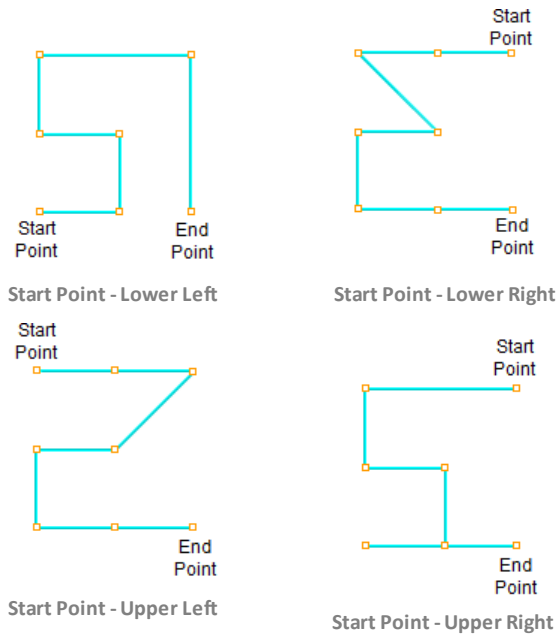 Start
Point
Start
Point
End
Point
End
Point
Start Point - Lower Left
Start Point - Lower Right
Start
Point
Start
Point
End
Point
End
Point
Start Point - Upper Left
Start Point - Upper Right